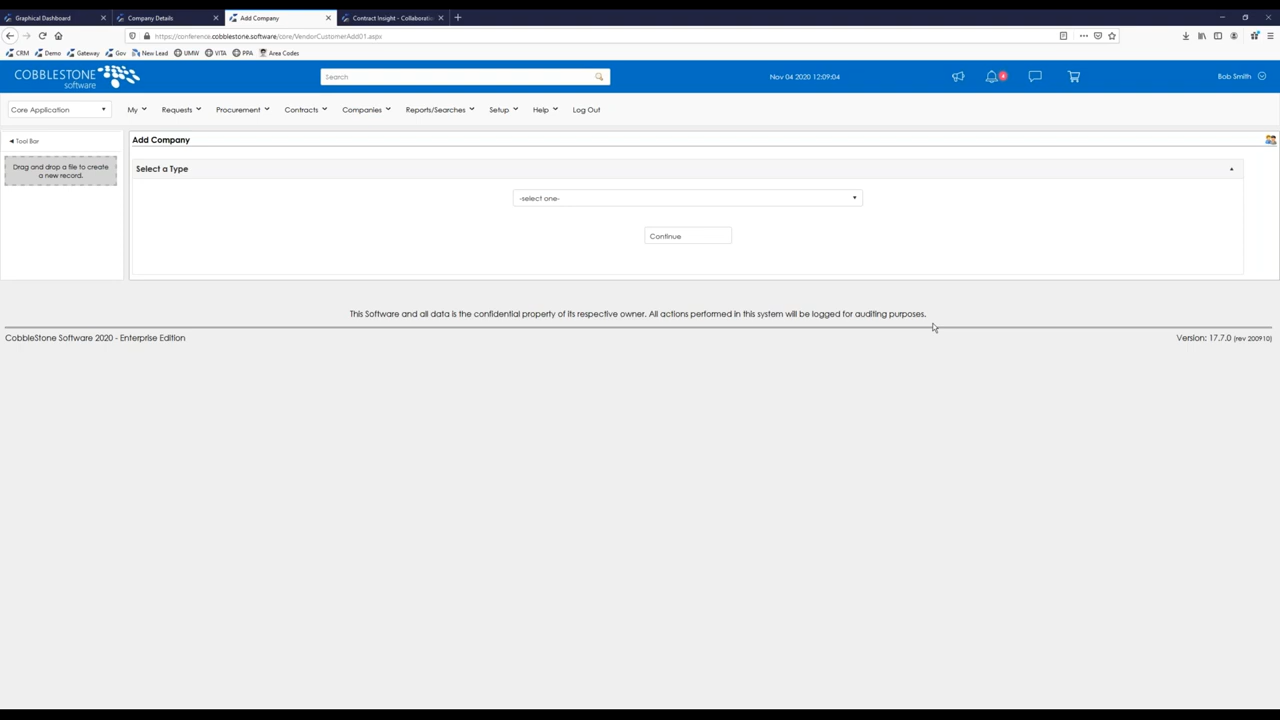 Graphical Dashboard
Company Details
Add Company
Contract Insight - Collaboratio
https://conference.cobblestone.software/core/VendorCustomerAdd01.aspx
CRM Demo Gateway Gov New Lead UMW VITA PPA Area Codes
COBBLESTONE
software
Search
Nov 04 2020 12:09:04
4
Bob Smith
Core Application
My Requests Procurement Contracts Companies Reports/Searches Setup Help Log Out
Tool Bar
Drag and drop a file to create
a new record.
Add Company
Select a Type
-select one-
Continue
This Software and all data is the confidential property of its respective owner. All actions performed in this system will be logged for auditing purposes.
CobbleStone Software 2020 - Enterprise Edition
Version: 17.7.0 (rev 200910)